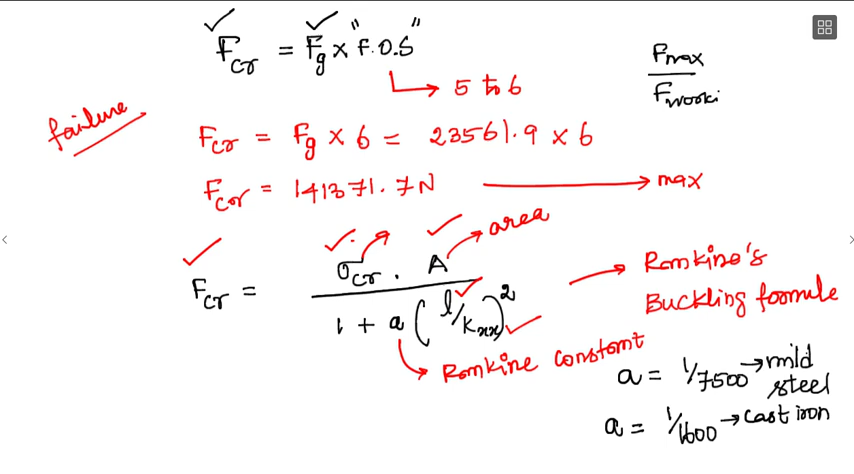 F_cr = F_g x "F.O.S"
→ 5 to 6
Fmax / Fworki
failure
F_cr = F_g x 6 = 23561.9 x 6
F_cr = 141371.7 N → max
F_cr = σ_cr . A / 1 + a (l/K_xx)^2
area
Rankine's
Buckling formule
Rankine constant
a = 1/7500 → mild
steel
a = 1/1600 → cast iron